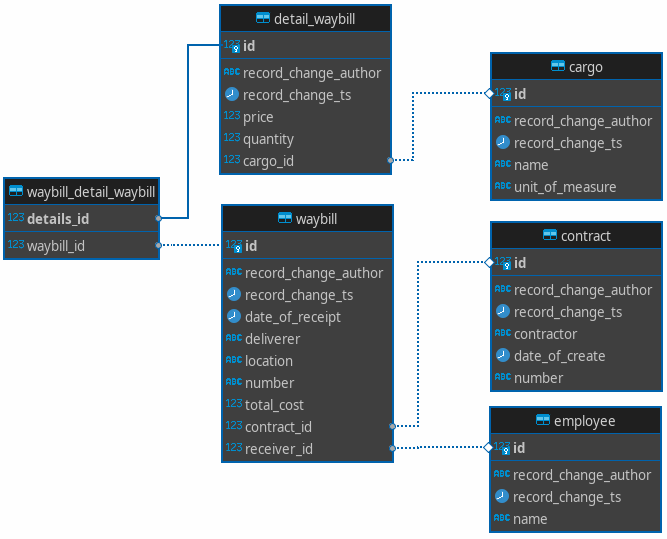 detail_waybill
123 id
ABC record_change_author
record_change_ts
123 price
123 quantity
123 cargo_id
cargo
123 id
ABC record_change_author
record_change_ts
ABC name
ABC unit_of_measure
waybill_detail_waybill
123 details_id
123 waybill_id
waybill
123 id
ABC record_change_author
record_change_ts
date_of_receipt
ABC deliverer
ABC location
ABC number
123 total_cost
123 contract_id
123 receiver_id
contract
123 id
ABC record_change_author
record_change_ts
ABC contractor
date_of_create
ABC number
employee
123 id
ABC record_change_author
record_change_ts
ABC name